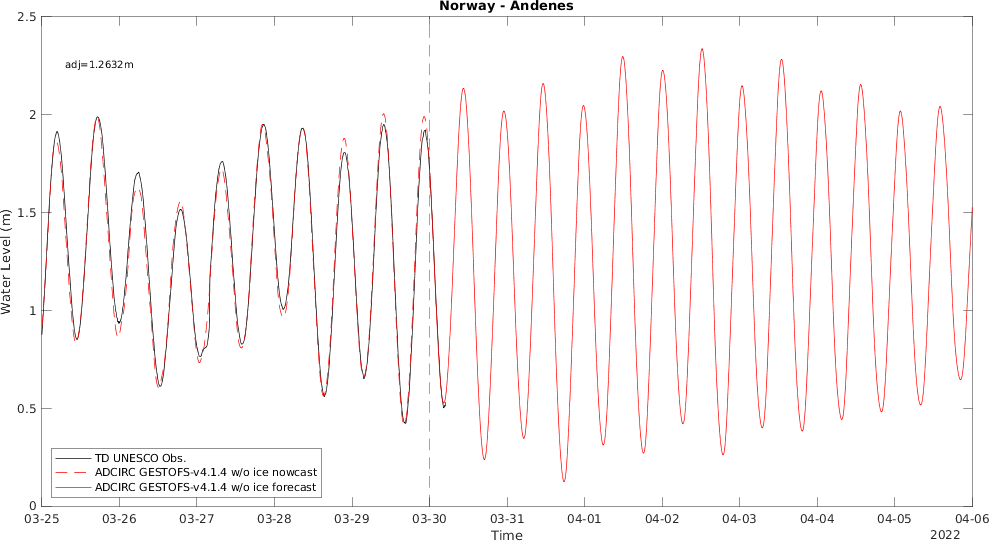 Norway - Andenes
2.5
adj=1.2632m
2
1.5
Water Level (m)
1
0.5
TD UNESCO Obs.
ADCIRC GESTOFS-v4.1.4 w/o ice nowcast
ADCIRC GESTOFS-v4.1.4 w/o ice forecast
0
03-25 03-26 03-27 03-28 03-29 03-30 03-31 04-01 04-02 04-03 04-04 04-05 04-06
Time
2022